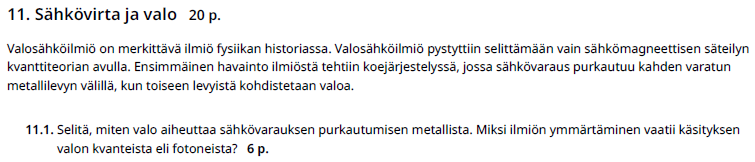 11. Sähkövirta ja valo 20 p.
Valosähköilmiö on merkittävä ilmiö fysiikan historiassa. Valosähköilmiö pystyttiin selittämään vain sähkömagneettisen säteilyn
kvanttiteorian avulla. Ensimmäinen havainto ilmiöstä tehtiin koejärjestelyssä, jossa sähkövaraus purkautuu kahden varatun
metallilevyn välillä, kun toiseen levyistä kohdistetaan valoa.
11.1. Selitä, miten valo aiheuttaa sähkövarauksen purkautumisen metallista. Miksi ilmiön ymmärtäminen vaatii käsityksen
valon kvanteista eli fotoneista? 6 p.